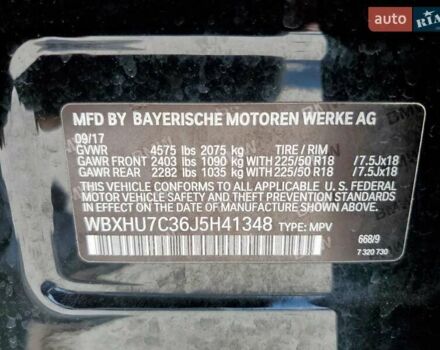 AUTO
RIA
MFD BY BAYERISCHE MOTOREN WERKE AG
09/17
GVWR 4575 lbs 2075 kg TIRE / RIM
GAWR FRONT 2403 lbs 1090 kg WITH 225/50 R18 /7.5Jx18
GAWR REAR 2282 lbs 1035 kg WITH 225/50 R18 /7.5Jx18
THIS VEHICLE CONFORMS TO ALL APPLICABLE U. S. FEDERAL
MOTOR VEHICLE SAFETY AND THEFT PREVENTION STANDARDS
IN EFFECT ON THE DATE OF MANUFACTURE SHOWN ABOVE.
WBXHU7C36J5H41348 TYPE: MPV
668/9
7 320 730